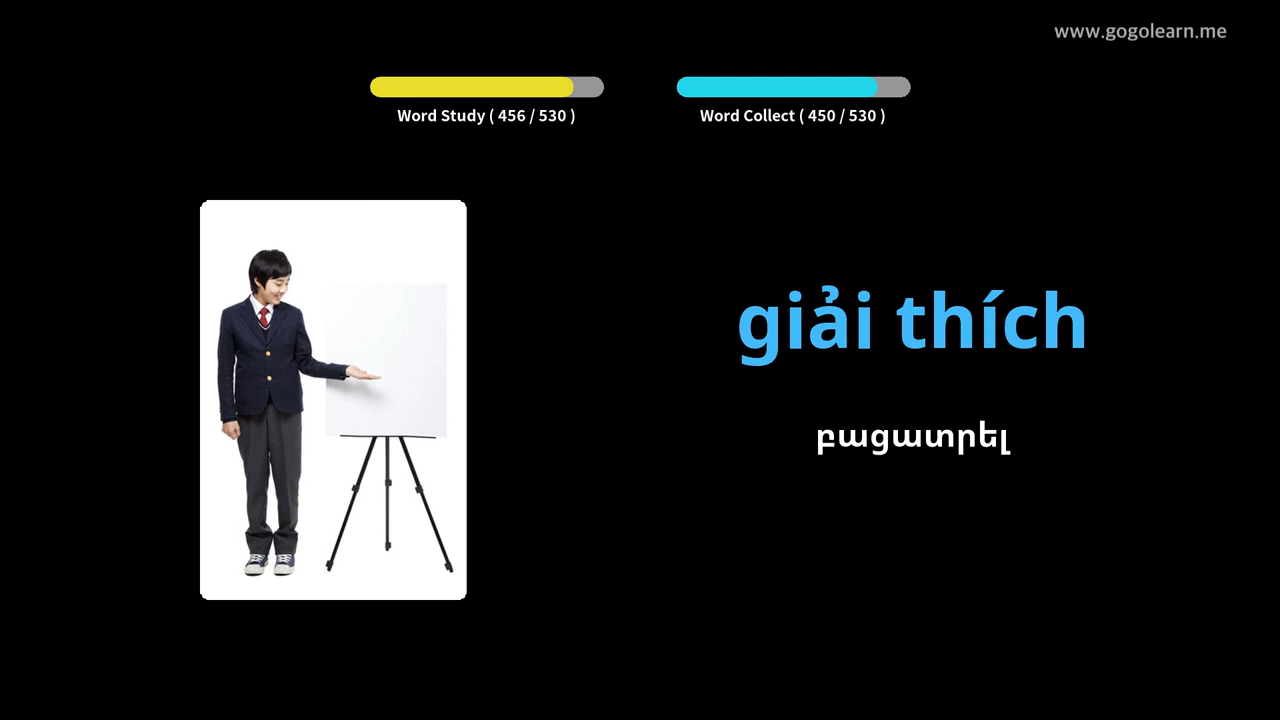 www.gogolearn.me
Word Study ( 456 / 530 )
Word Collect ( 450 / 530 )
giải thích
բացատրել